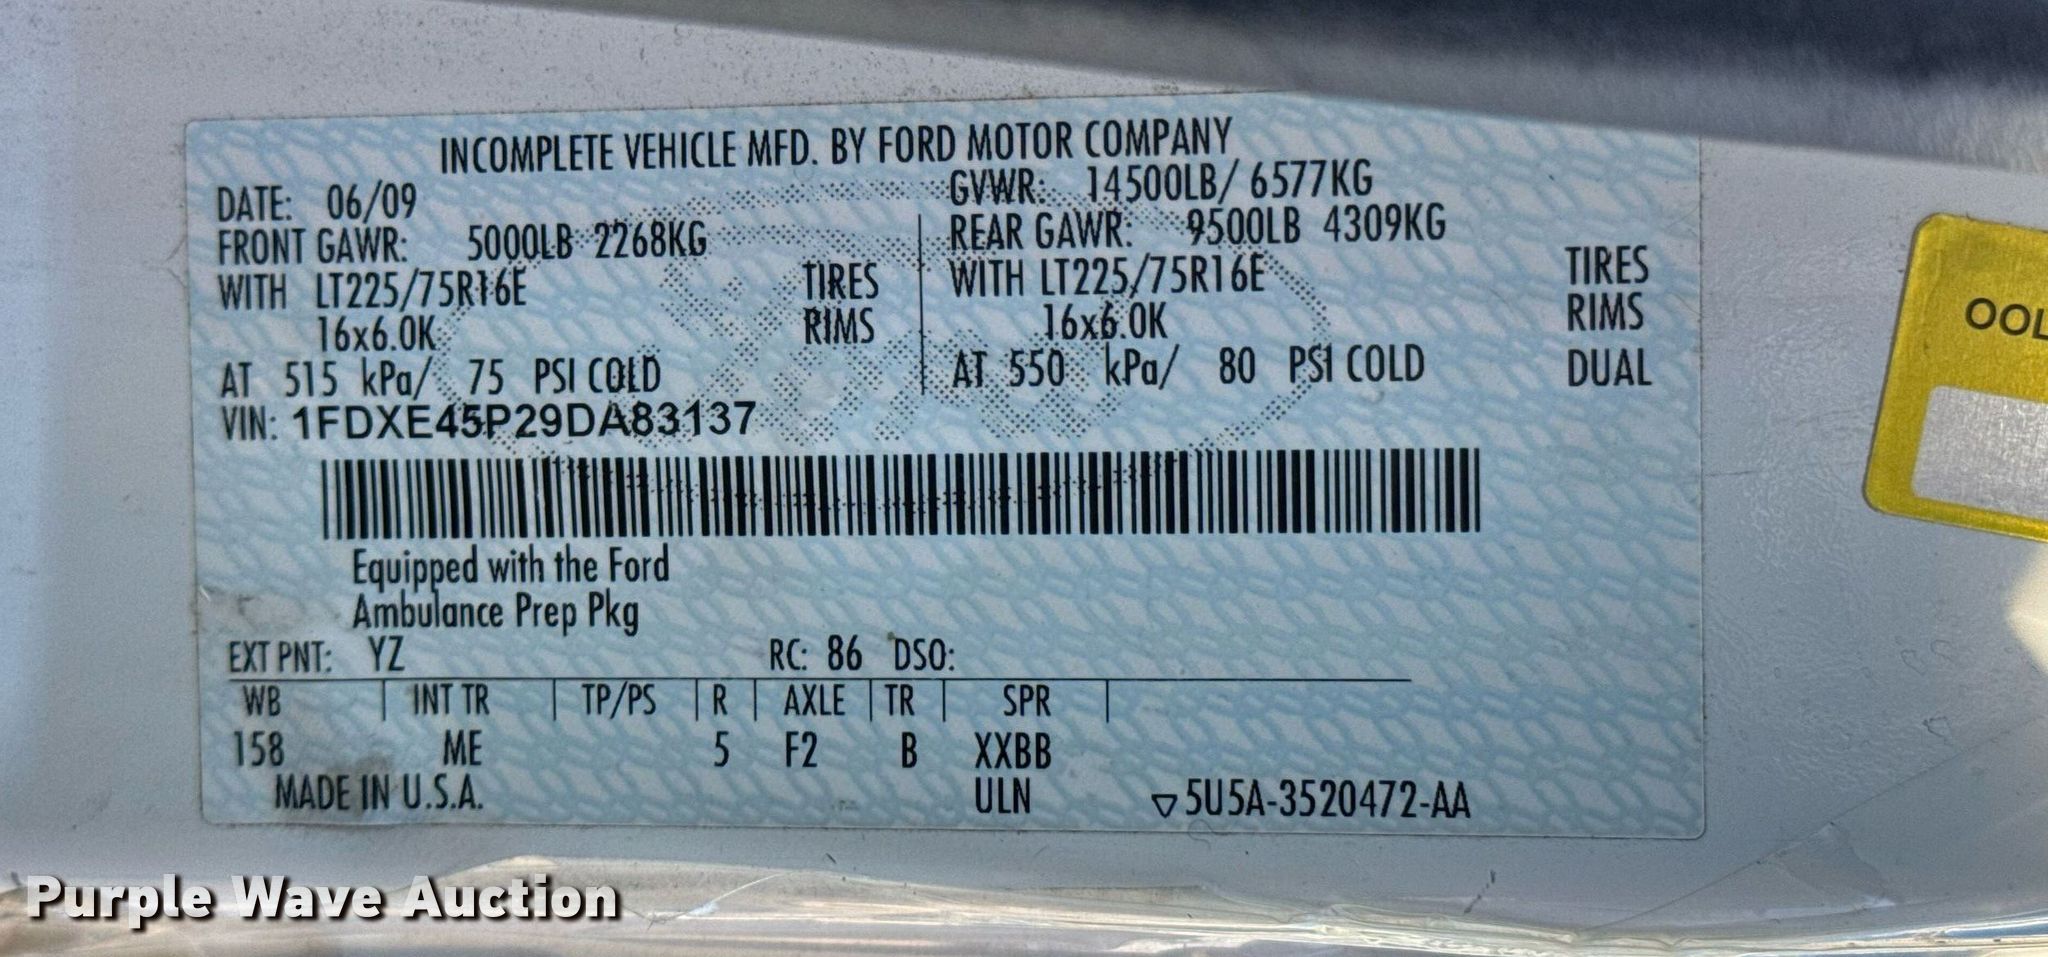 INCOMPLETE VEHICLE MFD. BY FORD MOTOR COMPANY
DATE: 06/09 GVWR: 14500LB/ 6577KG
FRONT GAWR: 5000LB 2268KG REAR GAWR: 9500LB 4309KG
WITH LT225/75R16E TIRES WITH LT225/75R16E TIRES
16x6.0K RIMS 16x6.0K RIMS
AT 515 kPa/ 75 PSI COLD AT 550 kPa/ 80 PSI COLD DUAL
VIN: 1FDXE45P29DA83137
Equipped with the Ford
Ambulance Prep Pkg
EXT PNT: YZ RC: 86 DSO:
WB INT TR TP/PS R AXLE TR SPR
158 ME 5 F2 B XXBB
MADE IN U.S.A. ULN ▽5U5A-3520472-AA
OOL
Purple Wave Auction